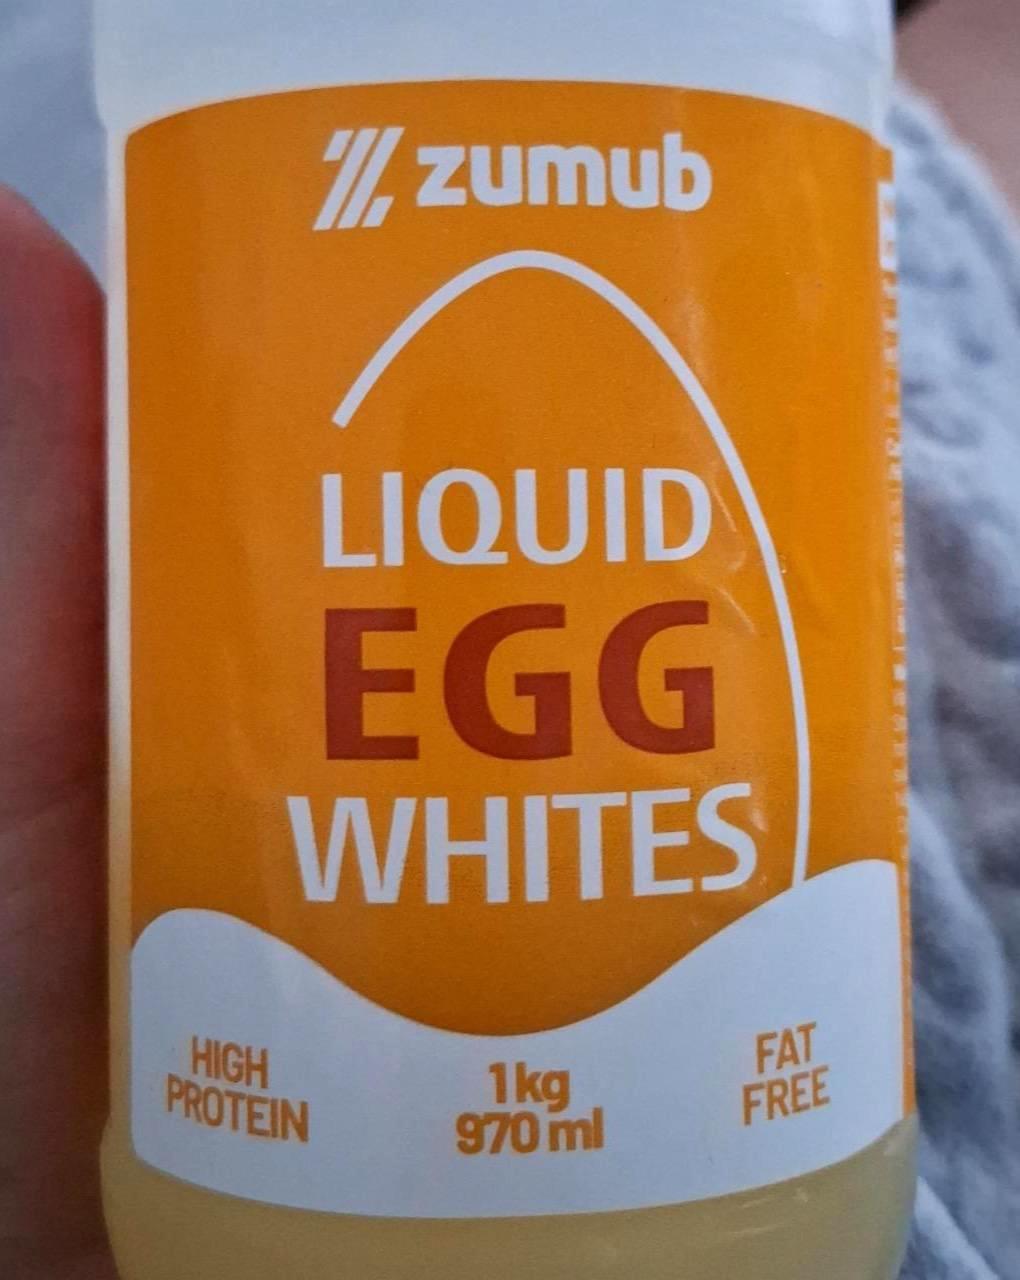 zumub
LIQUID
EGG
WHITES
HIGH
PROTEIN
1kg
970 ml
FAT
FREE